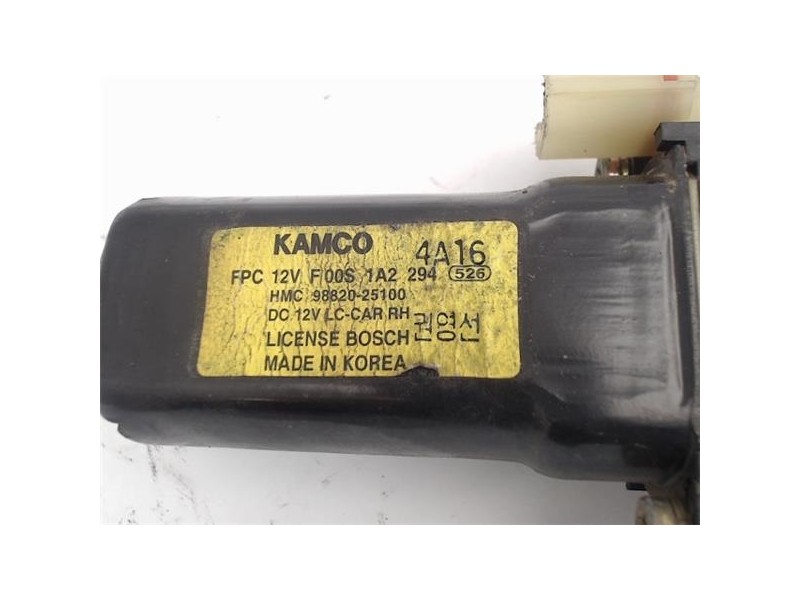 KAMCO 4A16
FPC 12V F 00S 1A2 294 526
HMC 98820-25100
DC 12V LC-CAR RH
LICENSE BOSCH 권영선
MADE IN KOREA